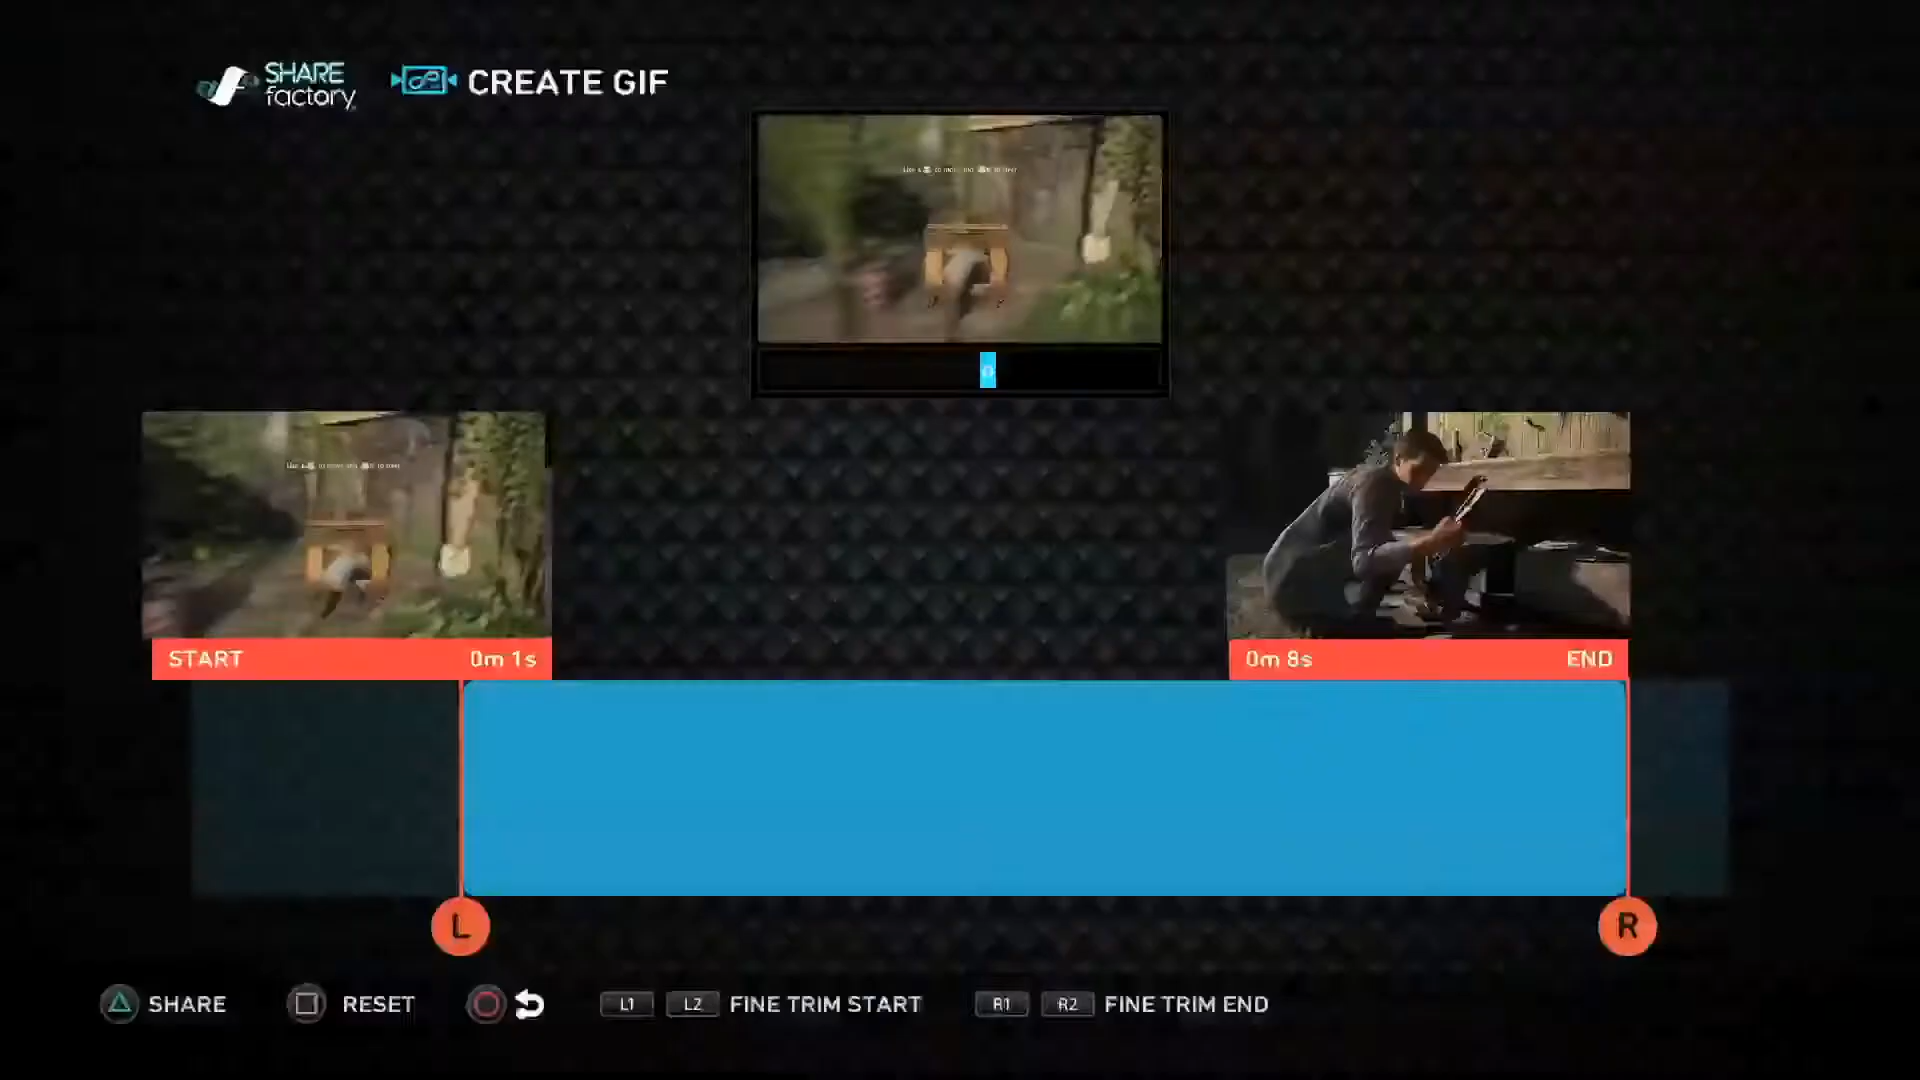 SHARE
factory
CREATE GIF
START 0m 1s
0m 8s END
L
R
SHARE
RESET
L1 L2 FINE TRIM START
R1 R2 FINE TRIM END